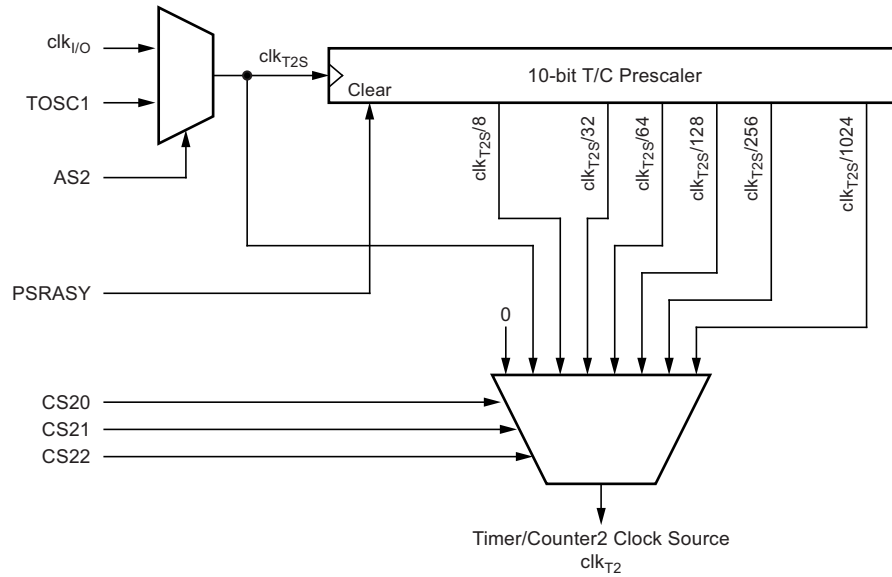 clkI/O
clkT2S
10-bit T/C Prescaler
Clear
TOSC1
AS2
clkT2S/8
clkT2S/32
clkT2S/64
clkT2S/128
clkT2S/256
clkT2S/1024
PSRASY
0
CS20
CS21
CS22
Timer/Counter2 Clock Source
clkT2